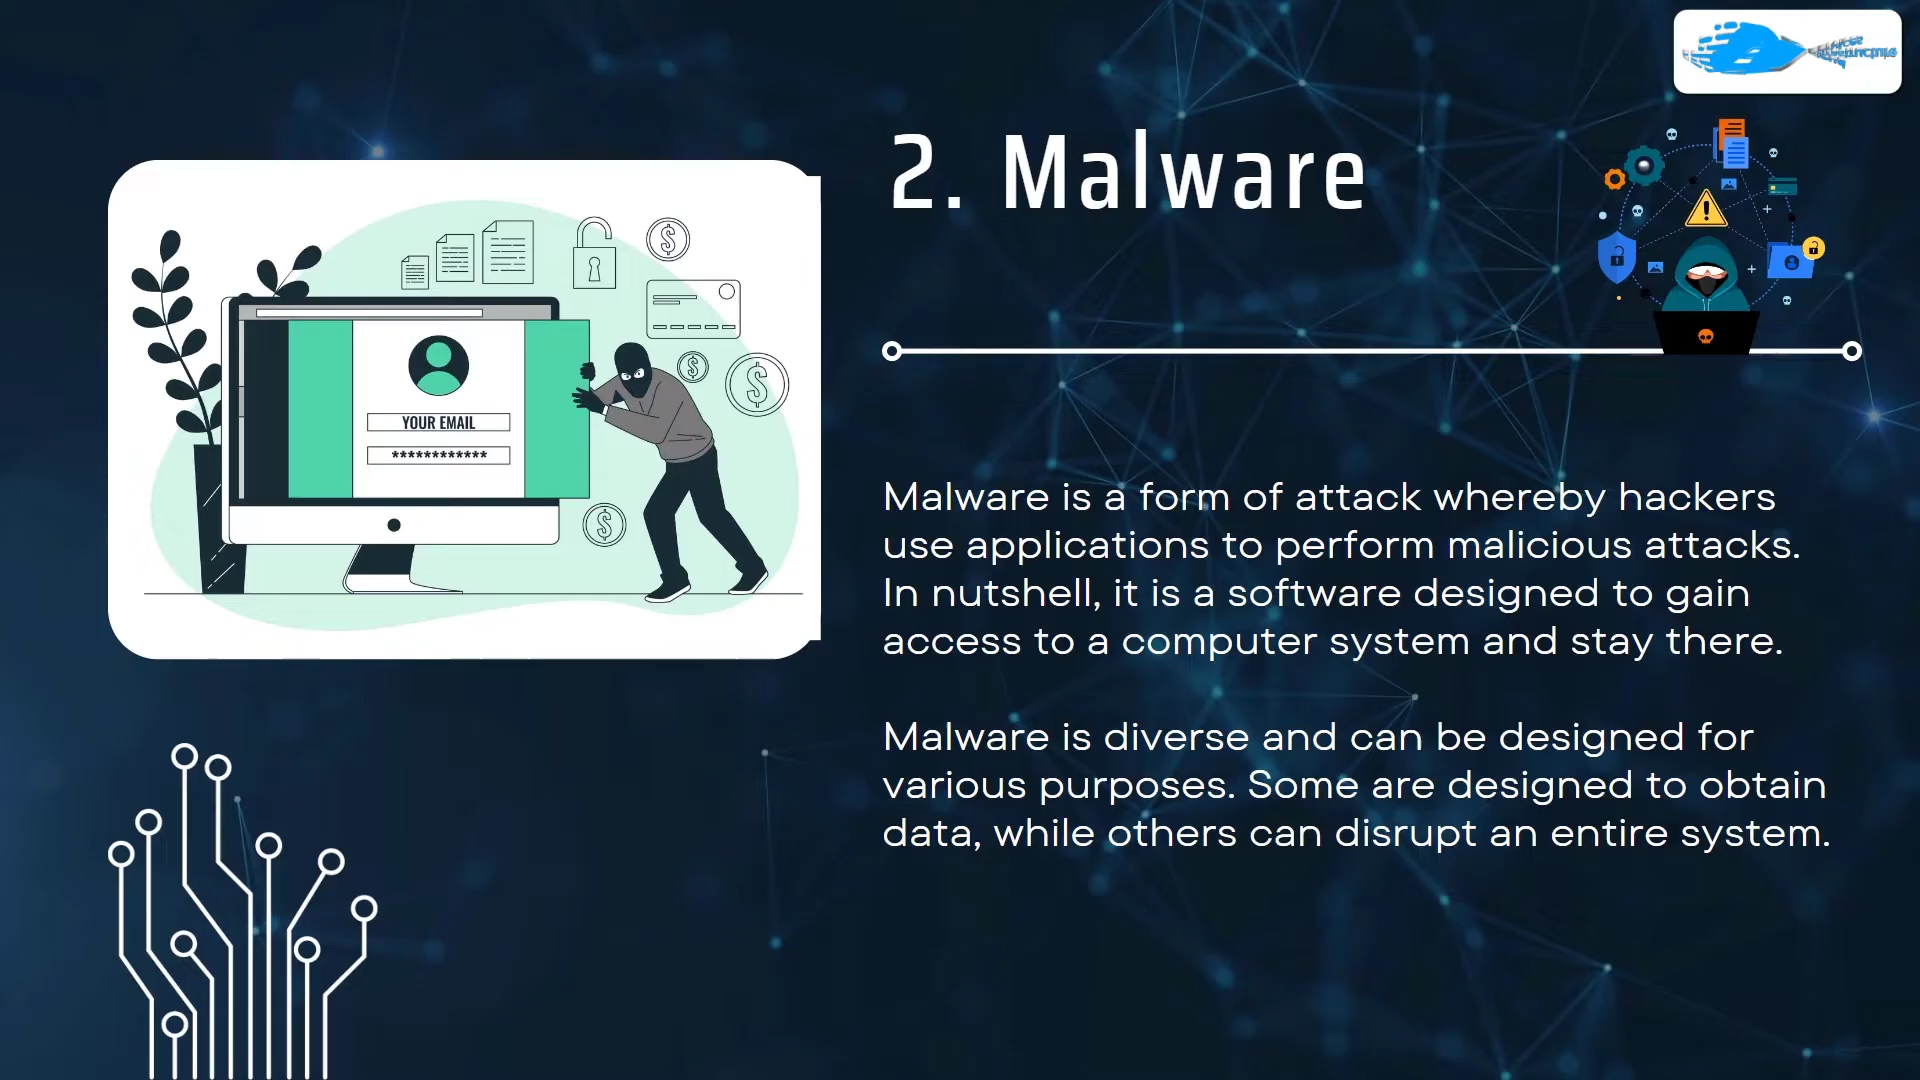 2. Malware
YOUR EMAIL
************
Malware is a form of attack whereby hackers
use applications to perform malicious attacks.
In nutshell, it is a software designed to gain
access to a computer system and stay there.
Malware is diverse and can be designed for
various purposes. Some are designed to obtain
data, while others can disrupt an entire system.